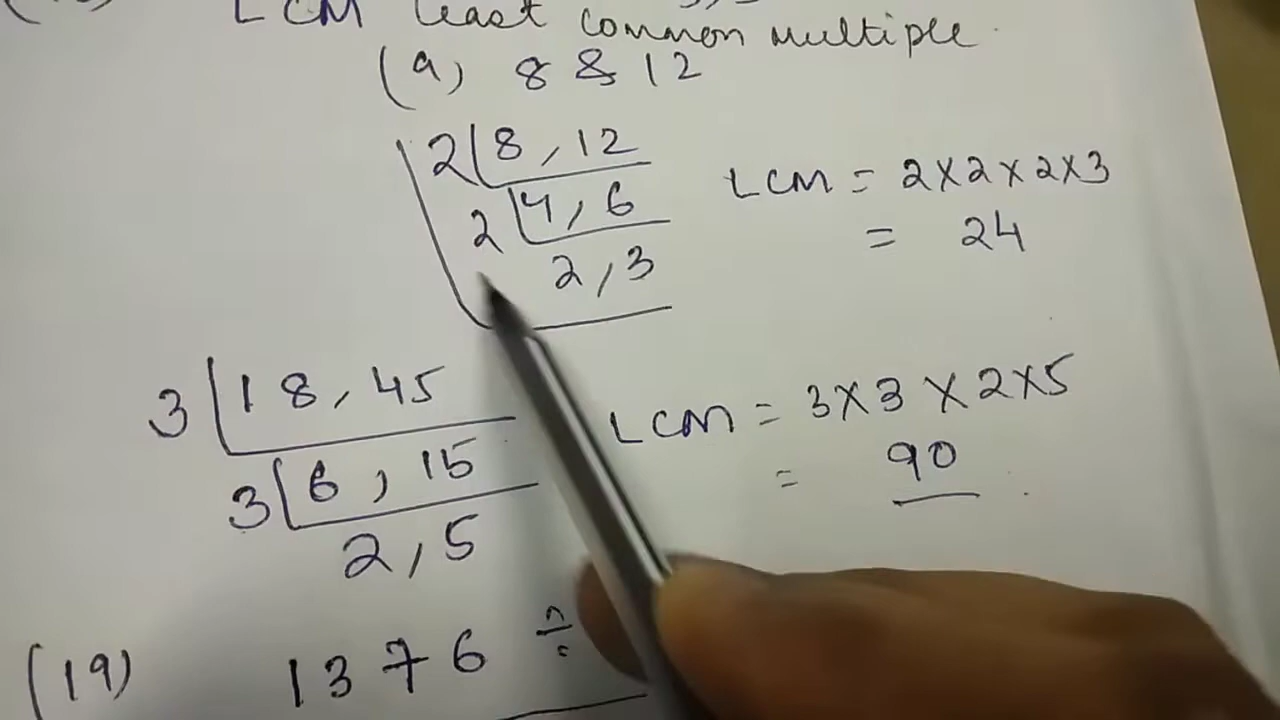 LCM least common multiple
(a) 8 & 12
2 8, 12
2 4, 6
2, 3
LCM = 2×2×2×3
= 24
3 18, 45
3 6, 15
2, 5
LCM = 3×3×2×5
= 90
(19) 1376 ÷